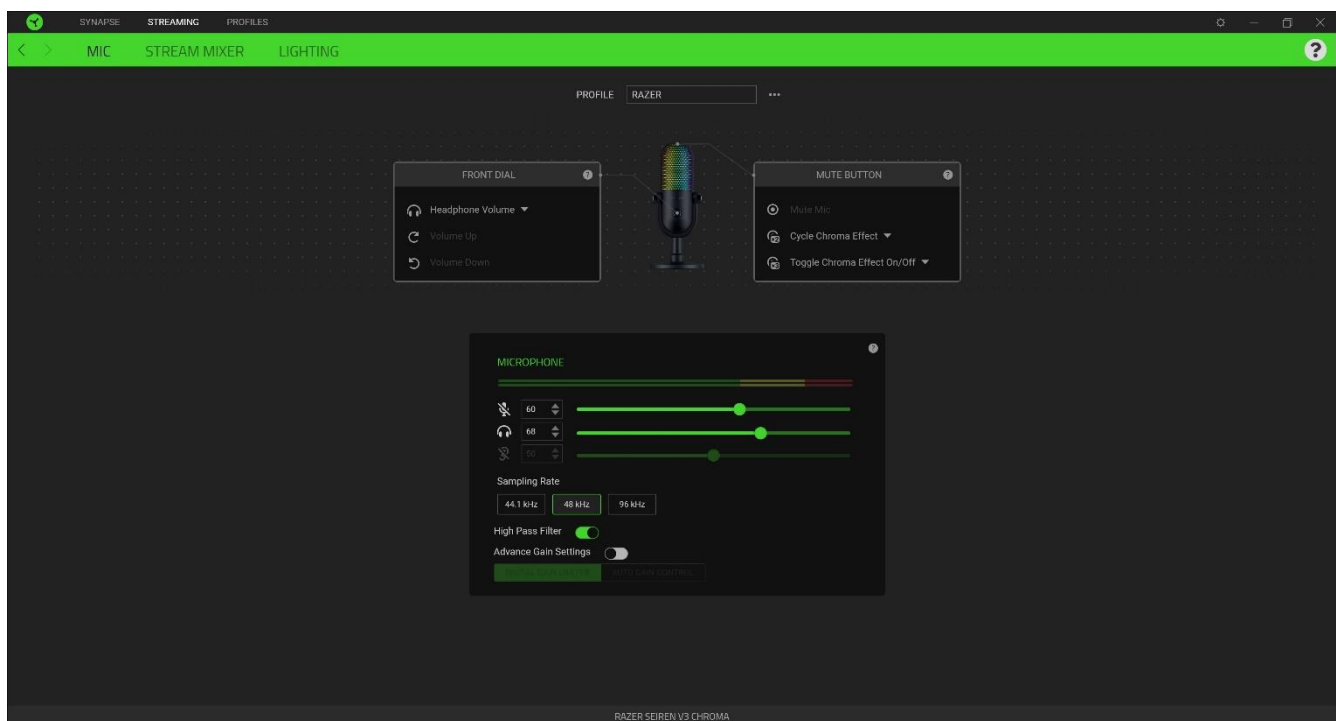 SYNAPSE STREAMING PROFILES
MIC STREAM MIXER LIGHTING ?
PROFILE RAZER
FRONT DIAL ?
Headphone Volume
Volume Up
Volume Down
MUTE BUTTON ?
Mute Mic
Cycle Chroma Effect
Toggle Chroma Effect On/Off
MICROPHONE ?
60
68
Sampling Rate
44.1 kHz 48 kHz 96 kHz
High Pass Filter
Advance Gain Settings
AUTO GAIN CONTROL
RAZER SEIREN V3 CHROMA